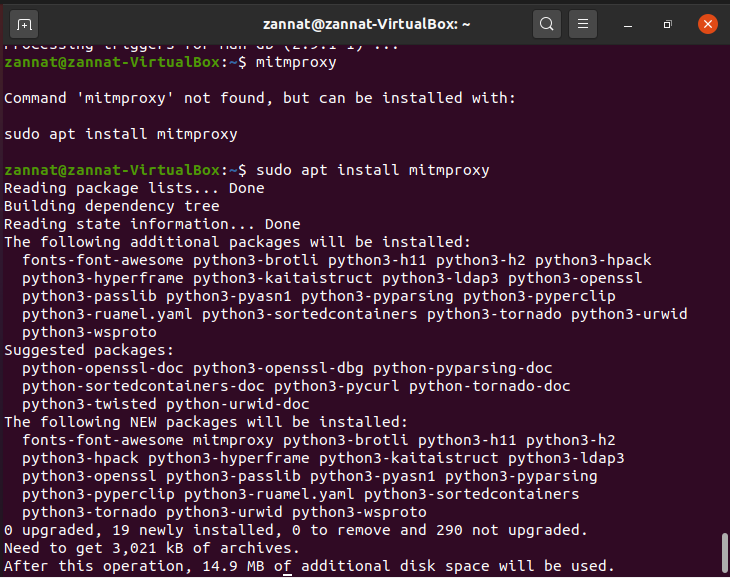 zannat@zannat-VirtualBox: ~
Processing triggers for man-db (2.9.1-1) ...
zannat@zannat-VirtualBox:~$ mitmproxy
Command 'mitmproxy' not found, but can be installed with:
sudo apt install mitmproxy
zannat@zannat-VirtualBox:~$ sudo apt install mitmproxy
Reading package lists... Done
Building dependency tree
Reading state information... Done
The following additional packages will be installed:
fonts-font-awesome python3-brotli python3-h11 python3-h2 python3-hpack
python3-hyperframe python3-kaitaistruct python3-ldap3 python3-openssl
python3-passlib python3-pyasn1 python3-pyparsing python3-pyperclip
python3-ruamel.yaml python3-sortedcontainers python3-tornado python3-urwid
python3-wsproto
Suggested packages:
python-openssl-doc python3-openssl-dbg python-pyparsing-doc
python-sortedcontainers-doc python3-pycurl python-tornado-doc
python3-twisted python-urwid-doc
The following NEW packages will be installed:
fonts-font-awesome mitmproxy python3-brotli python3-h11 python3-h2
python3-hpack python3-hyperframe python3-kaitaistruct python3-ldap3
python3-openssl python3-passlib python3-pyasn1 python3-pyparsing
python3-pyperclip python3-ruamel.yaml python3-sortedcontainers
python3-tornado python3-urwid python3-wsproto
0 upgraded, 19 newly installed, 0 to remove and 290 not upgraded.
Need to get 3,021 kB of archives.
After this operation, 14.9 MB of additional disk space will be used.